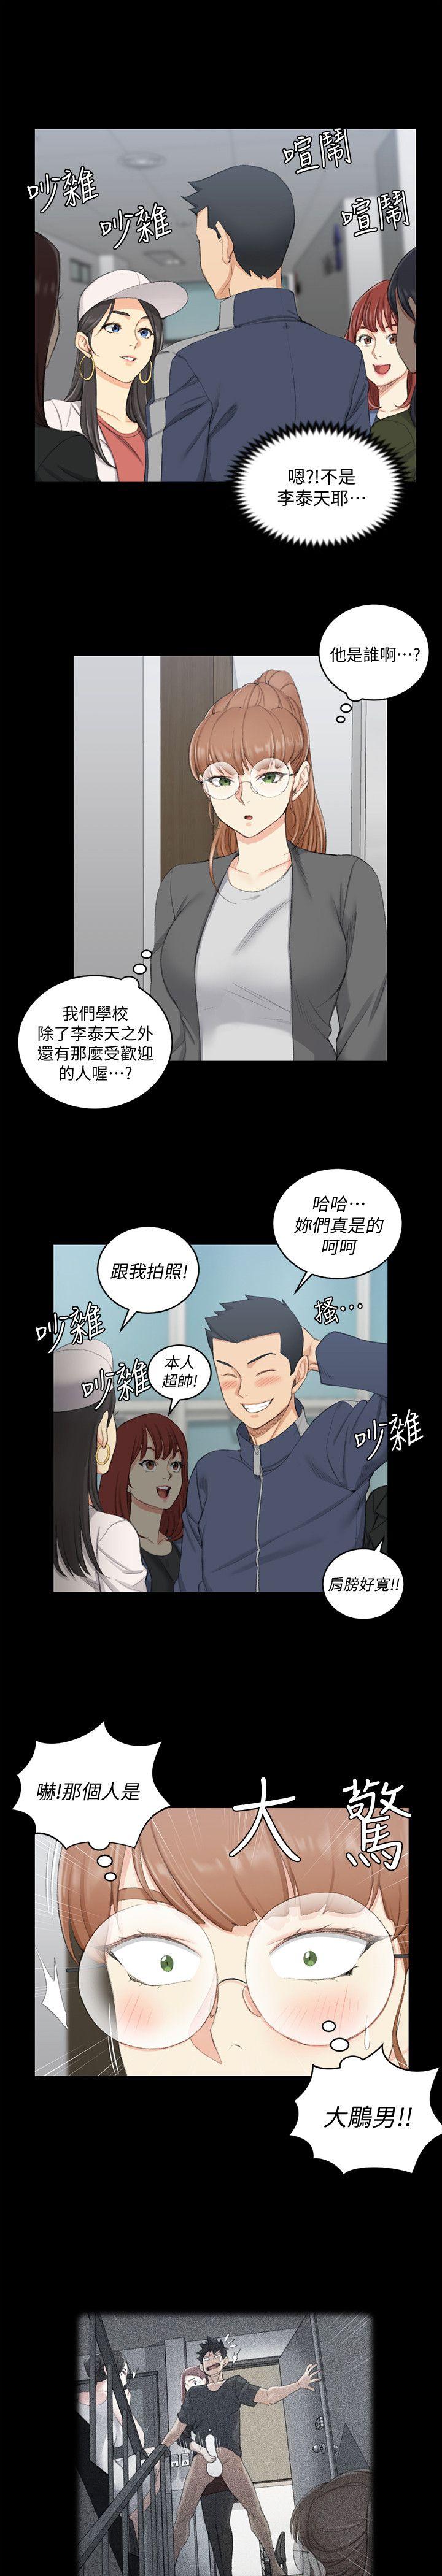 喧鬧
吵雜
吵雜
喧鬧
嗯?!不是
李泰天耶…
他是誰啊…?
我們學校
除了李泰天之外
還有那麼受歡迎
的人喔…?
哈哈…
妳們真是的
呵呵
跟我拍照!
搔…
吵雜
本人
超帥!
吵雜
吵雜
肩膀好寬!!
嚇!那個人是
大驚
大鵰男!!